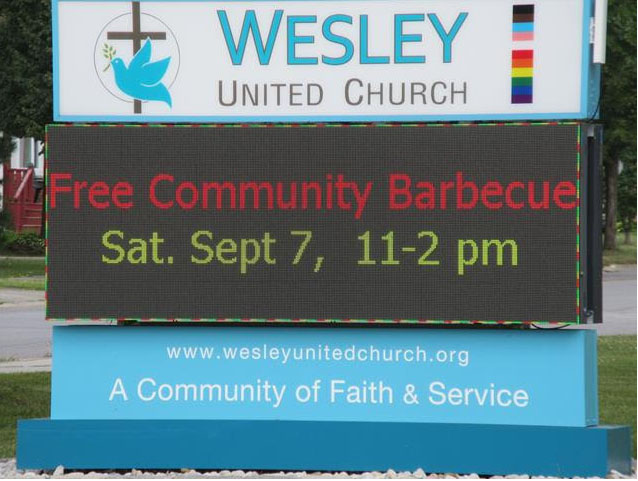 WESLEY
UNITED CHURCH
Free Community Barbecue
Sat. Sept 7, 11-2 pm
www.wesleyunitedchurch.org
A Community of Faith & Service